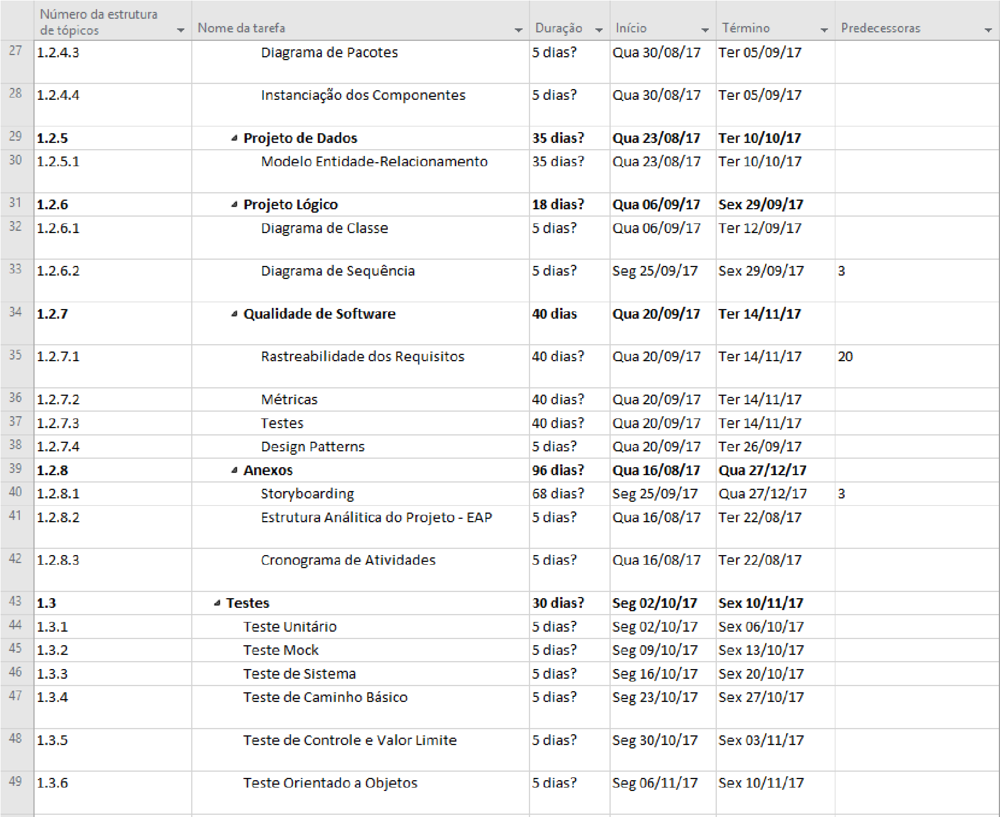 Número da estrutura de tópicos Nome da tarefa Duração Início Término Predecessoras
27 1.2.4.3 Diagrama de Pacotes 5 dias? Qua 30/08/17 Ter 05/09/17
28 1.2.4.4 Instanciação dos Componentes 5 dias? Qua 30/08/17 Ter 05/09/17
29 1.2.5 Projeto de Dados 35 dias? Qua 23/08/17 Ter 10/10/17
30 1.2.5.1 Modelo Entidade-Relacionamento 35 dias? Qua 23/08/17 Ter 10/10/17
31 1.2.6 Projeto Lógico 18 dias? Qua 06/09/17 Sex 29/09/17
32 1.2.6.1 Diagrama de Classe 5 dias? Qua 06/09/17 Ter 12/09/17
33 1.2.6.2 Diagrama de Sequência 5 dias? Seg 25/09/17 Sex 29/09/17 3
34 1.2.7 Qualidade de Software 40 dias Qua 20/09/17 Ter 14/11/17
35 1.2.7.1 Rastreabilidade dos Requisitos 40 dias? Qua 20/09/17 Ter 14/11/17 20
36 1.2.7.2 Métricas 40 dias? Qua 20/09/17 Ter 14/11/17
37 1.2.7.3 Testes 40 dias? Qua 20/09/17 Ter 14/11/17
38 1.2.7.4 Design Patterns 5 dias? Qua 20/09/17 Ter 26/09/17
39 1.2.8 Anexos 96 dias? Qua 16/08/17 Qua 27/12/17
40 1.2.8.1 Storyboarding 68 dias? Seg 25/09/17 Qua 27/12/17 3
41 1.2.8.2 Estrutura Análitica do Projeto - EAP 5 dias? Qua 16/08/17 Ter 22/08/17
42 1.2.8.3 Cronograma de Atividades 5 dias? Qua 16/08/17 Ter 22/08/17
43 1.3 Testes 30 dias? Seg 02/10/17 Sex 10/11/17
44 1.3.1 Teste Unitário 5 dias? Seg 02/10/17 Sex 06/10/17
45 1.3.2 Teste Mock 5 dias? Seg 09/10/17 Sex 13/10/17
46 1.3.3 Teste de Sistema 5 dias? Seg 16/10/17 Sex 20/10/17
47 1.3.4 Teste de Caminho Básico 5 dias? Seg 23/10/17 Sex 27/10/17
48 1.3.5 Teste de Controle e Valor Limite 5 dias? Seg 30/10/17 Sex 03/11/17
49 1.3.6 Teste Orientado a Objetos 5 dias? Seg 06/11/17 Sex 10/11/17